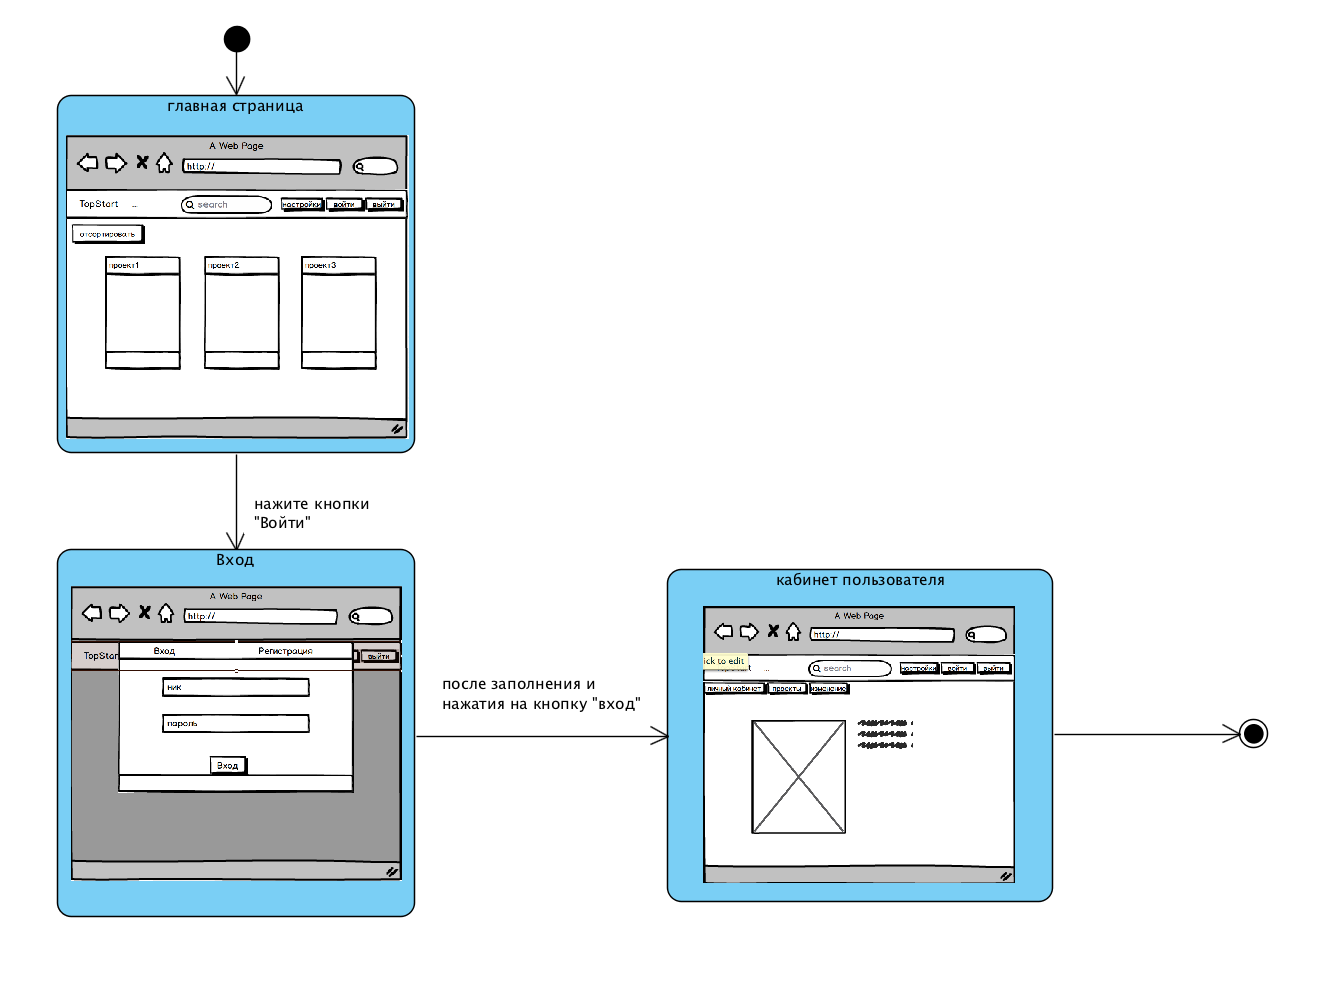 главная страница
A Web Page
http://
TopStart ... search настройки войти выйти
отсортировать
проект1 проект2 проект3
нажите кнопки
"Войти"
Вход
A Web Page
http://
TopStar Вход Регистрация выйти
ник
пароль
Вход
после заполнения и
нажатия на кнопку "вход"
кабинет пользователя
A Web Page
http://
ick to edit ... search настройки войти выйти
личный кабинет проекты изменение